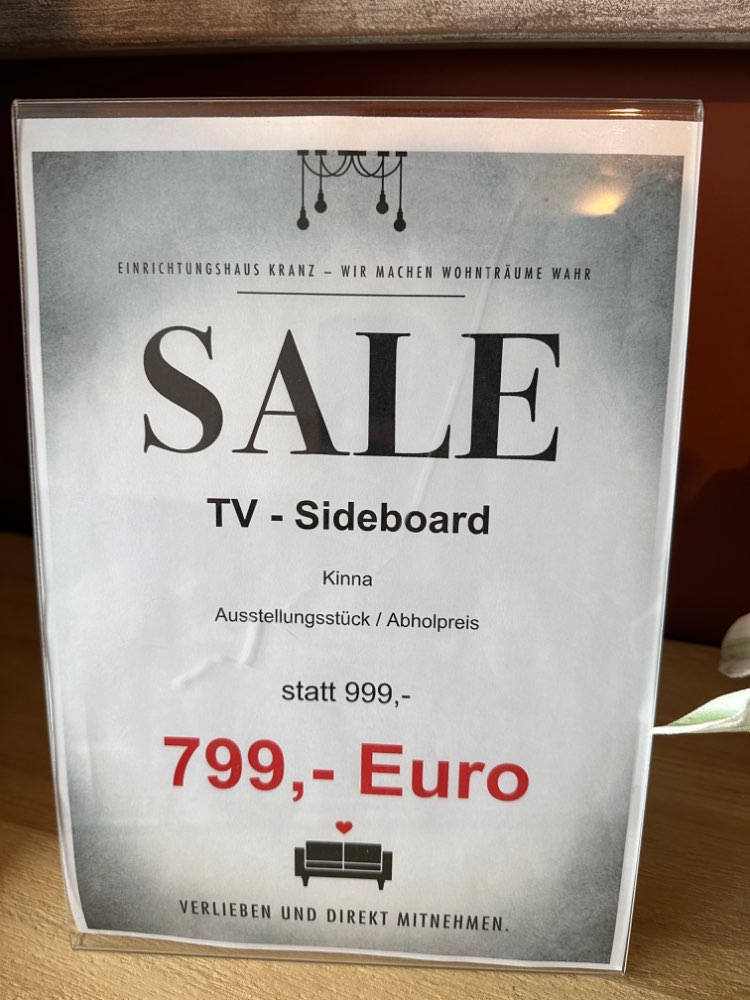 EINRICHTUNGSHAUS KRANZ – WIR MACHEN WOHNTRÄUME WAHR
SALE
TV - Sideboard
Kinna
Ausstellungsstück / Abholpreis
statt 999,-
799,- Euro
VERLIEBEN UND DIREKT MITNEHMEN.